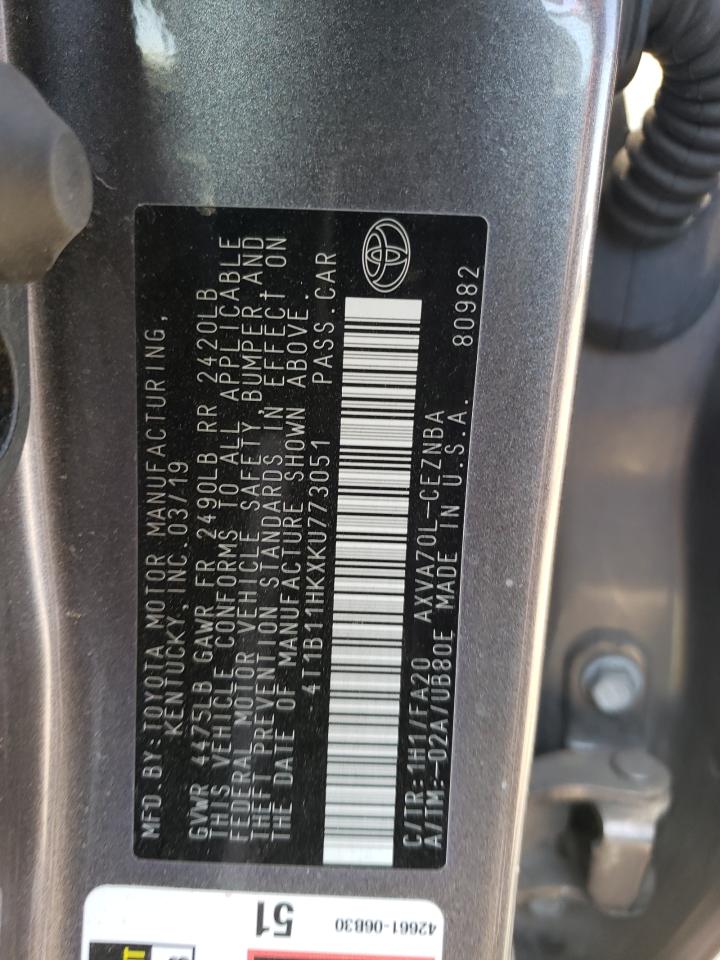 MFD.BY:TOYOTA MOTOR MANUFACTURING,
KENTUCKY,INC. 03/19
GVWR 4475LB GAWR FR 2490LB RR 2420LB
THIS VEHICLE CONFORMS TO ALL APPLICABLE
FEDERAL MOTOR VEHICLE SAFETY, BUMPER, AND
THEFT PREVENTION STANDARDS IN EFFECT ON
THE DATE OF MANUFACTURE SHOWN ABOVE.
4T1B11HKXKU773051 PASS.CAR
C/TR:1H1/FA20 AXVA70L-CEZNBA
A/TM:-02A/UB80E MADE IN U.S.A. 80982
51
42661-06B30